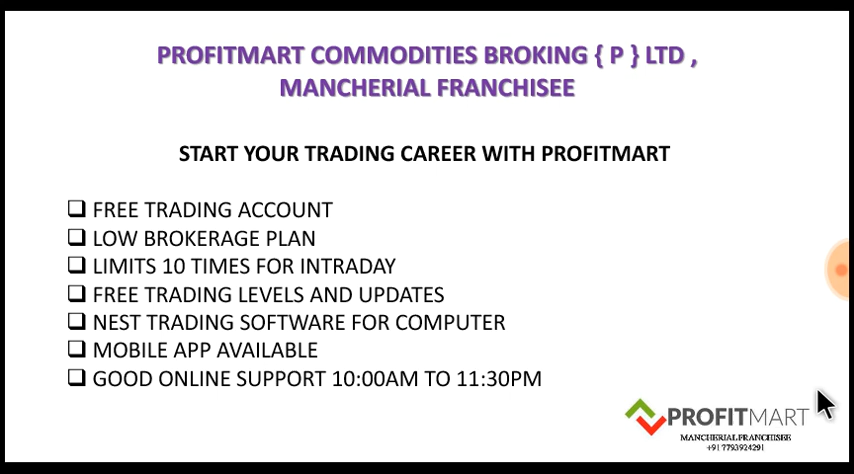 PROFITMART COMMODITIES BROKING { P } LTD ,
MANCHERIAL FRANCHISEE
START YOUR TRADING CAREER WITH PROFITMART
FREE TRADING ACCOUNT
LOW BROKERAGE PLAN
LIMITS 10 TIMES FOR INTRADAY
FREE TRADING LEVELS AND UPDATES
NEST TRADING SOFTWARE FOR COMPUTER
MOBILE APP AVAILABLE
GOOD ONLINE SUPPORT 10:00AM TO 11:30PM
PROFITMART
MANCHERIAL FRANCHISEE
+91 7793924291